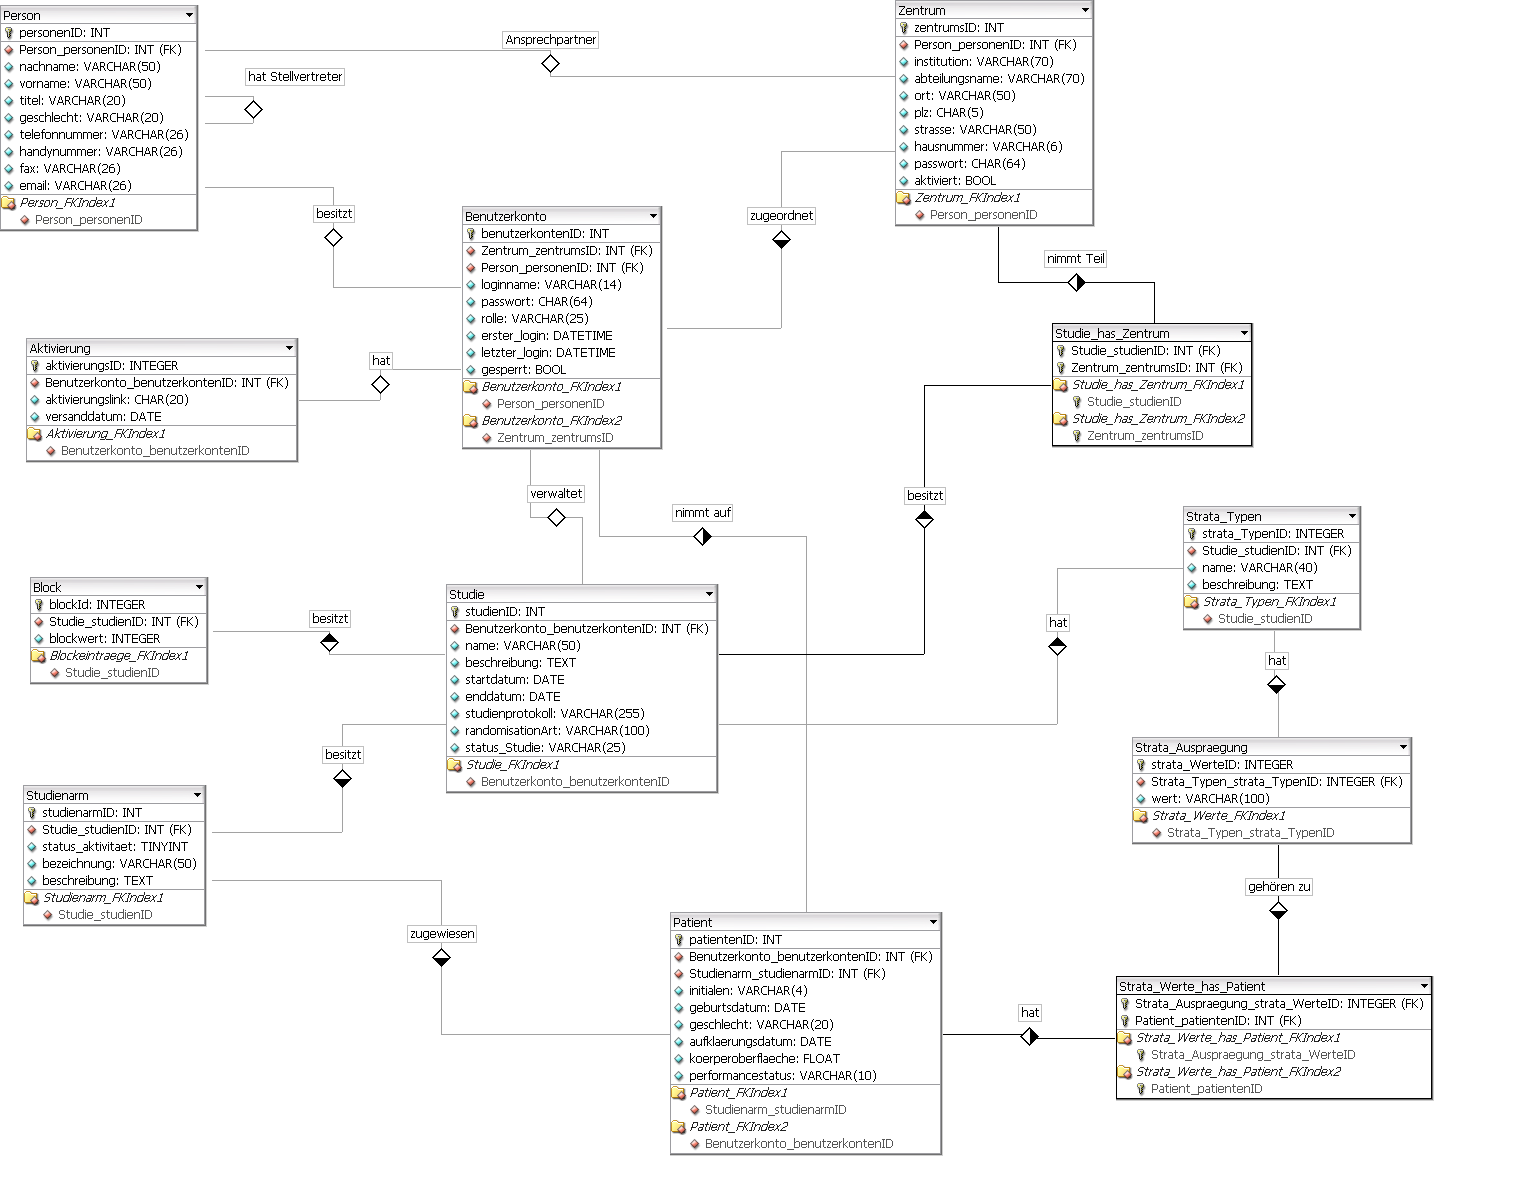 Person
personenID: INT
Person_personenID: INT (FK)
nachname: VARCHAR(50)
vorname: VARCHAR(50)
titel: VARCHAR(20)
geschlecht: VARCHAR(20)
telefonnummer: VARCHAR(26)
handynummer: VARCHAR(26)
fax: VARCHAR(26)
email: VARCHAR(26)
Person_FKIndex1
Person_personenID
Ansprechpartner
hat Stellvertreter
Zentrum
zentrumsID: INT
Person_personenID: INT (FK)
institution: VARCHAR(70)
abteilungsname: VARCHAR(70)
ort: VARCHAR(50)
plz: CHAR(5)
strasse: VARCHAR(50)
hausnummer: VARCHAR(6)
passwort: CHAR(64)
aktiviert: BOOL
Zentrum_FKIndex1
Person_personenID
besitzt
zugeordnet
Benutzerkonto
benutzerkontenID: INT
Zentrum_zentrumsID: INT (FK)
Person_personenID: INT (FK)
loginname: VARCHAR(14)
passwort: CHAR(64)
rolle: VARCHAR(25)
erster_login: DATETIME
letzter_login: DATETIME
gesperrt: BOOL
Benutzerkonto_FKIndex1
Person_personenID
Benutzerkonto_FKIndex2
Zentrum_zentrumsID
nimmt Teil
Studie_has_Zentrum
Studie_studienID: INT (FK)
Zentrum_zentrumsID: INT (FK)
Studie_has_Zentrum_FKIndex1
Studie_studienID
Studie_has_Zentrum_FKIndex2
Zentrum_zentrumsID
Aktivierung
aktivierungsID: INTEGER
Benutzerkonto_benutzerkontenID: INT (FK)
aktivierungslink: CHAR(20)
versanddatum: DATE
Aktivierung_FKIndex1
Benutzerkonto_benutzerkontenID
hat
verwaltet
nimmt auf
besitzt
Strata_Typen
strata_TypenID: INTEGER
Studie_studienID: INT (FK)
name: VARCHAR(40)
beschreibung: TEXT
Strata_Typen_FKIndex1
Studie_studienID
Block
blockId: INTEGER
Studie_studienID: INT (FK)
blockwert: INTEGER
Blockeintraege_FKIndex1
Studie_studienID
besitzt
Studie
studienID: INT
Benutzerkonto_benutzerkontenID: INT (FK)
name: VARCHAR(50)
beschreibung: TEXT
startdatum: DATE
enddatum: DATE
studienprotokoll: VARCHAR(255)
randomisationArt: VARCHAR(100)
status_Studie: VARCHAR(25)
Studie_FKIndex1
Benutzerkonto_benutzerkontenID
hat
hat
besitzt
Strata_Auspraegung
strata_WerteID: INTEGER
Strata_Typen_strata_TypenID: INTEGER (FK)
wert: VARCHAR(100)
Strata_Werte_FKIndex1
Strata_Typen_strata_TypenID
Studienarm
studienarmID: INT
Studie_studienID: INT (FK)
status_aktivitaet: TINYINT
bezeichnung: VARCHAR(50)
beschreibung: TEXT
Studienarm_FKIndex1
Studie_studienID
gehören zu
zugewiesen
Patient
patientenID: INT
Benutzerkonto_benutzerkontenID: INT (FK)
Studienarm_studienarmID: INT (FK)
initialen: VARCHAR(4)
geburtsdatum: DATE
geschlecht: VARCHAR(20)
aufklaerungsdatum: DATE
koerperoberflaeche: FLOAT
performancestatus: VARCHAR(10)
Patient_FKIndex1
Studienarm_studienarmID
Patient_FKIndex2
Benutzerkonto_benutzerkontenID
hat
Strata_Werte_has_Patient
Strata_Auspraegung_strata_WerteID: INTEGER (FK)
Patient_patientenID: INT (FK)
Strata_Werte_has_Patient_FKIndex1
Strata_Auspraegung_strata_WerteID
Strata_Werte_has_Patient_FKIndex2
Patient_patientenID